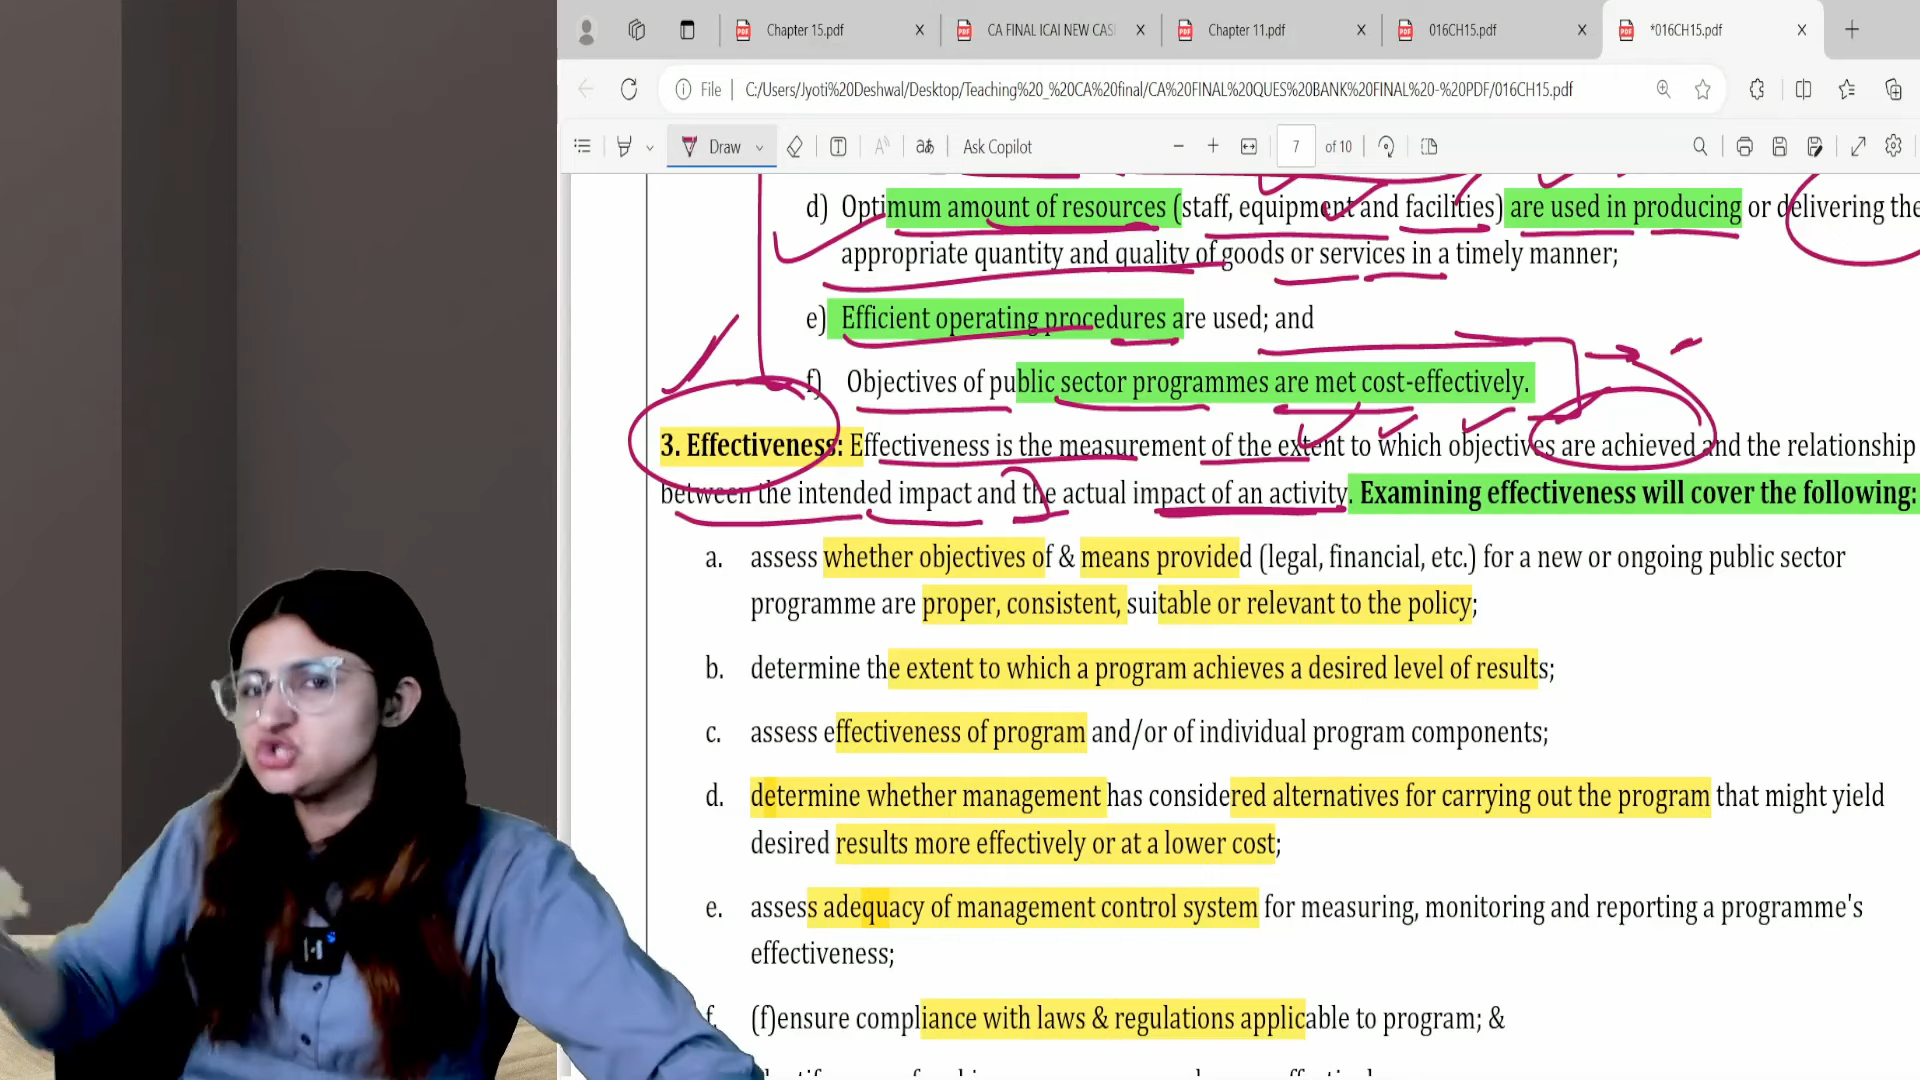 Chapter 15.pdf
CA FINAL ICAI NEW CAS
Chapter 11.pdf
016CH15.pdf
*016CH15.pdf
File
C:/Users/Jyoti%20Deshwal/Desktop/Teaching%20_%20CA%20final/CA%20FINAL%20QUES%20BANK%20FINAL%20-%20PDF/016CH15.pdf
Draw
Ask Copilot
7 of 10
d) Optimum amount of resources (staff, equipment and facilities) are used in producing or delivering the
appropriate quantity and quality of goods or services in a timely manner;
e) Efficient operating procedures are used; and
f) Objectives of public sector programmes are met cost-effectively.
3. Effectiveness: Effectiveness is the measurement of the extent to which objectives are achieved and the relationship
between the intended impact and the actual impact of an activity. Examining effectiveness will cover the following:
a. assess whether objectives of & means provided (legal, financial, etc.) for a new or ongoing public sector
programme are proper, consistent, suitable or relevant to the policy;
b. determine the extent to which a program achieves a desired level of results;
c. assess effectiveness of program and/or of individual program components;
d. determine whether management has considered alternatives for carrying out the program that might yield
desired results more effectively or at a lower cost;
e. assess adequacy of management control system for measuring, monitoring and reporting a programme's
effectiveness;
f. (f)ensure compliance with laws & regulations applicable to program; &